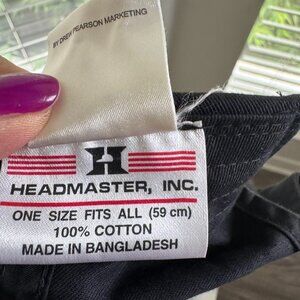 BY DREW PEARSON MARKETING
H
HEADMASTER, INC.
ONE SIZE FITS ALL (59 cm)
100% COTTON
MADE IN BANGLADESH